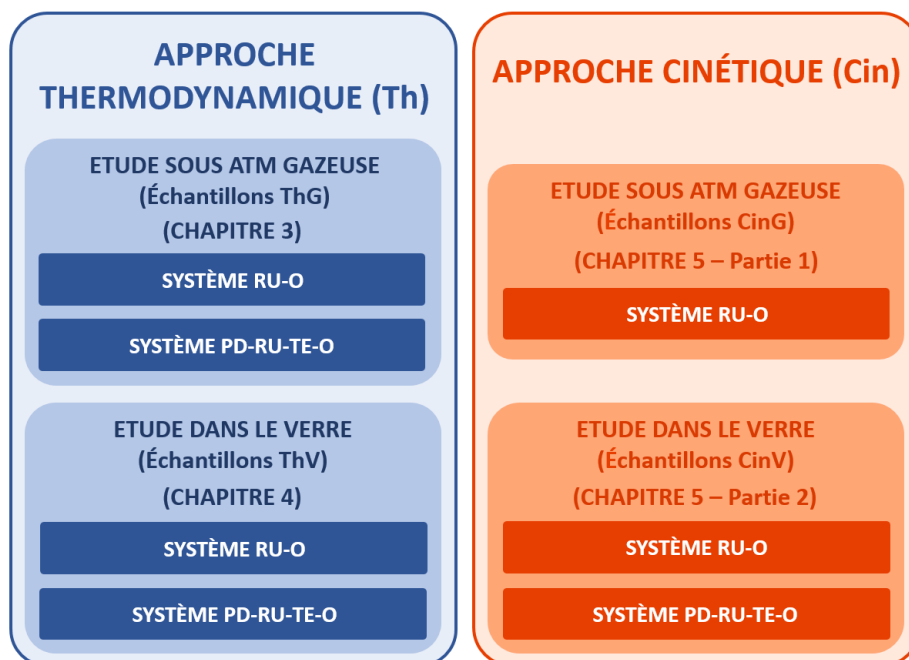 APPROCHE
THERMODYNAMIQUE (Th)
ETUDE SOUS ATM GAZEUSE
(Échantillons ThG)
(CHAPITRE 3)
SYSTÈME RU-O
SYSTÈME PD-RU-TE-O
ETUDE DANS LE VERRE
(Échantillons ThV)
(CHAPITRE 4)
SYSTÈME RU-O
SYSTÈME PD-RU-TE-O
APPROCHE CINÉTIQUE (Cin)
ETUDE SOUS ATM GAZEUSE
(Échantillons CinG)
(CHAPITRE 5 – Partie 1)
SYSTÈME RU-O
ETUDE DANS LE VERRE
(Échantillons CinV)
(CHAPITRE 5 – Partie 2)
SYSTÈME RU-O
SYSTÈME PD-RU-TE-O